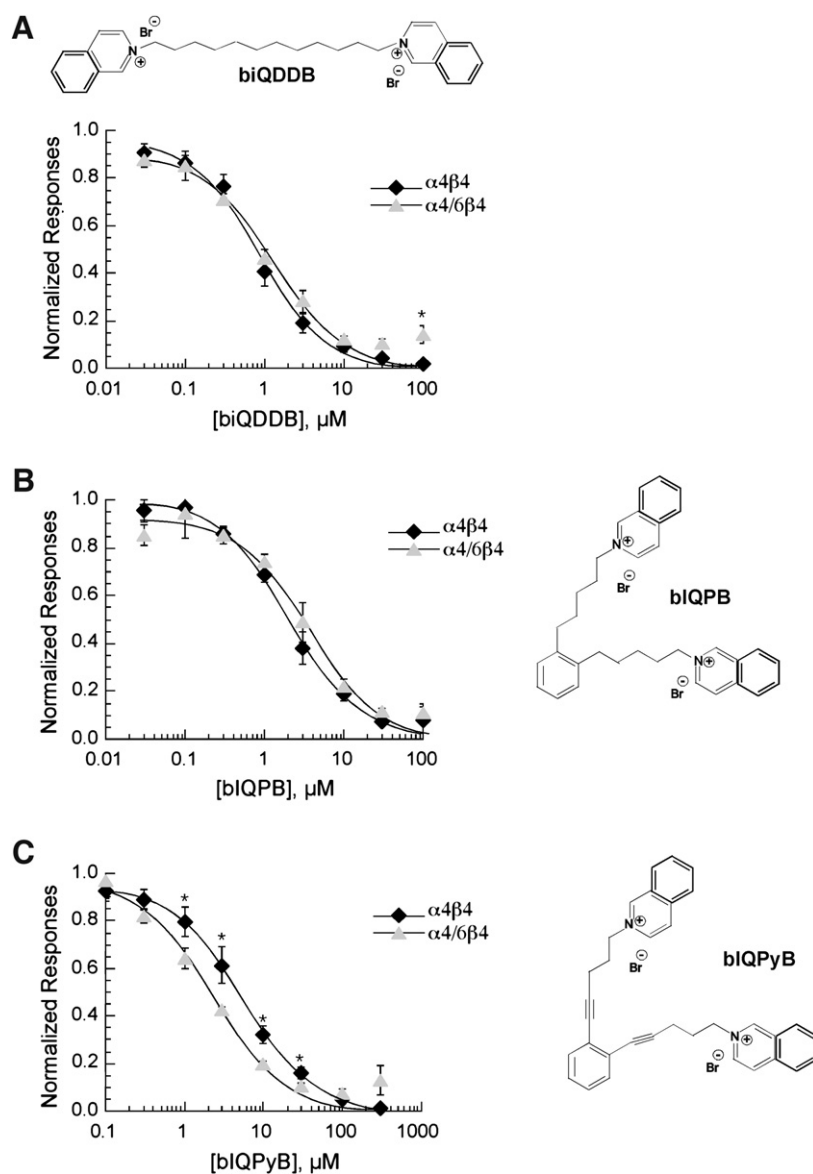 A
Br
⊖
N
+
N
+
Br
⊖
biQDDB
Normalized Responses
1.0
0.8
0.6
0.4
0.2
0.0
α4β4
α4/6β4
*
0.01 0.1 1 10 100
[biQDDB], µM
B
Normalized Responses
1.0
0.8
0.6
0.4
0.2
0.0
α4β4
α4/6β4
0.01 0.1 1 10 100
[bIQPB], µM
N
+
Br
⊖
bIQPB
N
+
Br
⊖
C
Normalized Responses
1.0
0.8
0.6
0.4
0.2
0.0
* * * *
α4β4
α4/6β4
0.1 1 10 100 1000
[bIQPyB], µM
N
+
Br
⊖
bIQPyB
N
+
Br
⊖